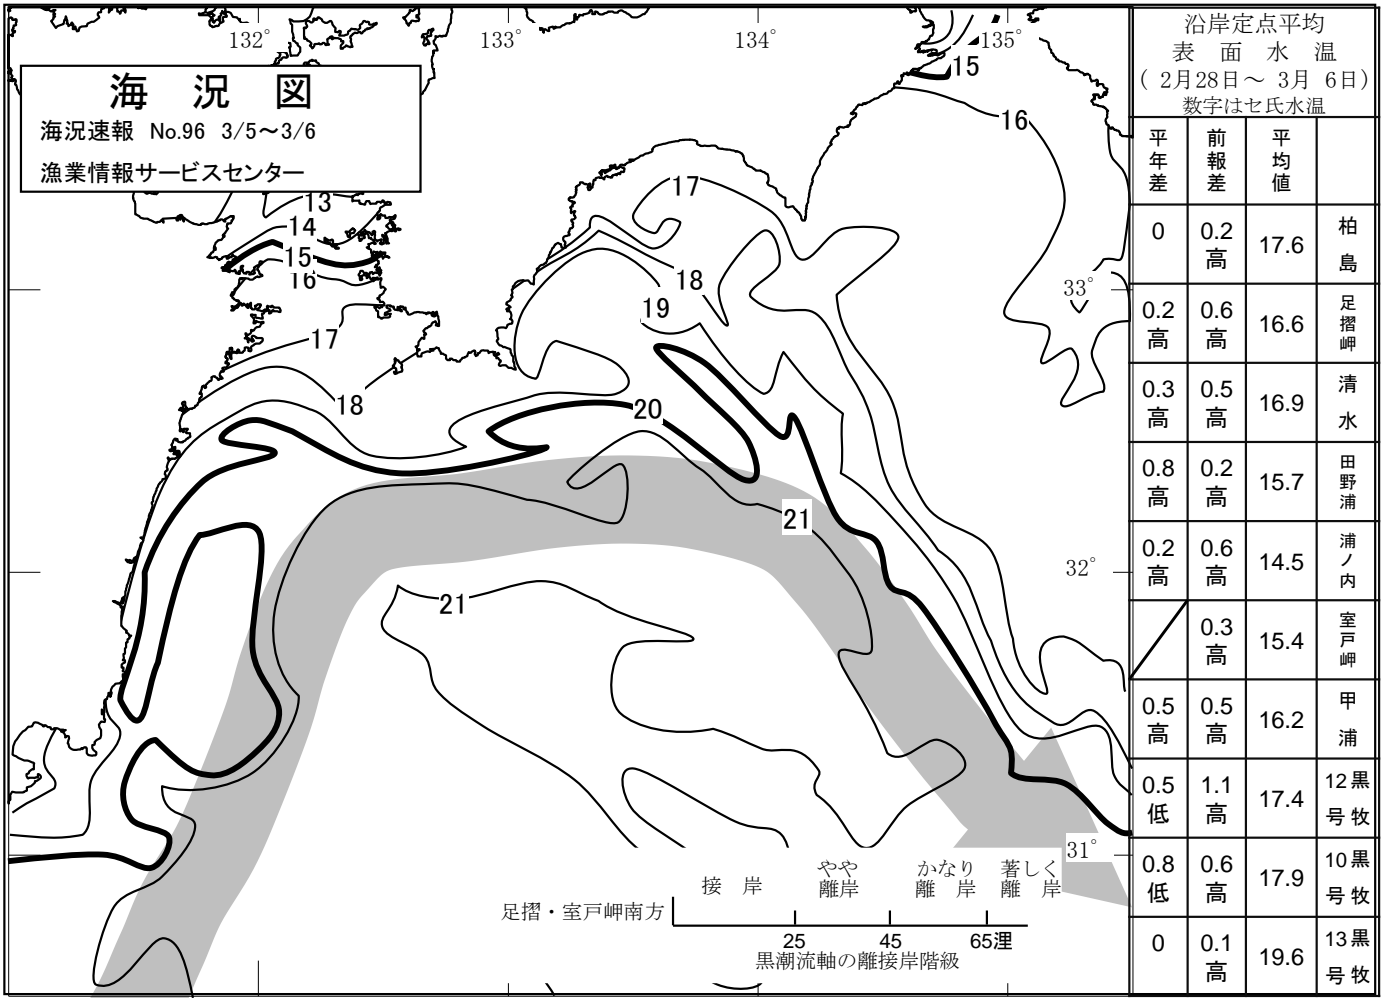 海況図
海況速報 No.96 3/5～3/6
漁業情報サービスセンター
132°
133°
134°
135°
15
16
13
14
15
16
17
18
17
18
19
20
21
21
33°
32°
31°
接岸
やや離岸
かなり離岸
著しく離岸
足摺・室戸岬南方
25 45 65浬
黒潮流軸の離接岸階級
沿岸定点平均
表面水温
(2月28日～3月6日)
数字はセ氏水温
平年差 前報差 平均値
0 0.2高 17.6 柏島
0.2高 0.6高 16.6 足摺岬
0.3高 0.5高 16.9 清水
0.8高 0.2高 15.7 田野浦
0.2高 0.6高 14.5 浦ノ内
0.3高 15.4 室戸岬
0.5高 0.5高 16.2 甲浦
0.5低 1.1高 17.4 黒牧12号
0.8低 0.6高 17.9 黒牧10号
0 0.1高 19.6 黒牧13号